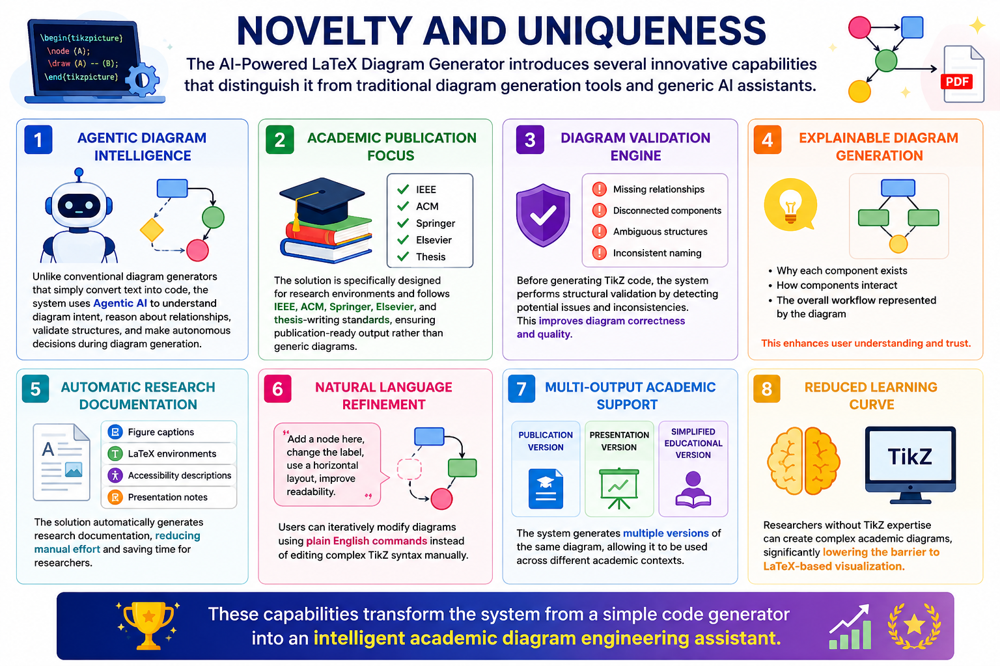 \begin{tikzpicture}
\node (A);
\draw (A) -- (B);
\end{tikzpicture}
NOVELTY AND UNIQUENESS
The AI-Powered LaTeX Diagram Generator introduces several innovative capabilities
that distinguish it from traditional diagram generation tools and generic AI assistants.
PDF
1
AGENTIC DIAGRAM
INTELLIGENCE
Unlike conventional diagram generators
that simply convert text into code, the
system uses Agentic AI to understand
diagram intent, reason about relationships,
validate structures, and make autonomous
decisions during diagram generation.
2
ACADEMIC PUBLICATION
FOCUS
IEEE
ACM
Springer
Elsevier
Thesis
The solution is specifically designed
for research environments and follows
IEEE, ACM, Springer, Elsevier, and
thesis-writing standards, ensuring
publication-ready output rather than
generic diagrams.
3
DIAGRAM VALIDATION
ENGINE
! Missing relationships
! Disconnected components
! Ambiguous structures
! Inconsistent naming
Before generating TikZ code, the system
performs structural validation by detecting
potential issues and inconsistencies.
This improves diagram correctness
and quality.
4
EXPLAINABLE DIAGRAM
GENERATION
• Why each component exists
• How components interact
• The overall workflow represented
by the diagram
This enhances user understanding and trust.
5
AUTOMATIC RESEARCH
DOCUMENTATION
A
Figure captions
T LaTeX environments
Accessibility descriptions
Presentation notes
The solution automatically generates
research documentation, reducing
manual effort and saving time for
researchers.
6
NATURAL LANGUAGE
REFINEMENT
"Add a node here,
change the label,
use a horizontal
layout, improve
readability."
Users can iteratively modify diagrams
using plain English commands instead
of editing complex TikZ syntax manually.
7
MULTI-OUTPUT ACADEMIC
SUPPORT
PUBLICATION
VERSION
PRESENTATION
VERSION
SIMPLIFIED
EDUCATIONAL
VERSION
The system generates multiple versions of
the same diagram, allowing it to be used
across different academic contexts.
8
REDUCED LEARNING
CURVE
TikZ
Researchers without TikZ expertise
can create complex academic diagrams,
significantly lowering the barrier to
LaTeX-based visualization.
These capabilities transform the system from a simple code generator
into an intelligent academic diagram engineering assistant.